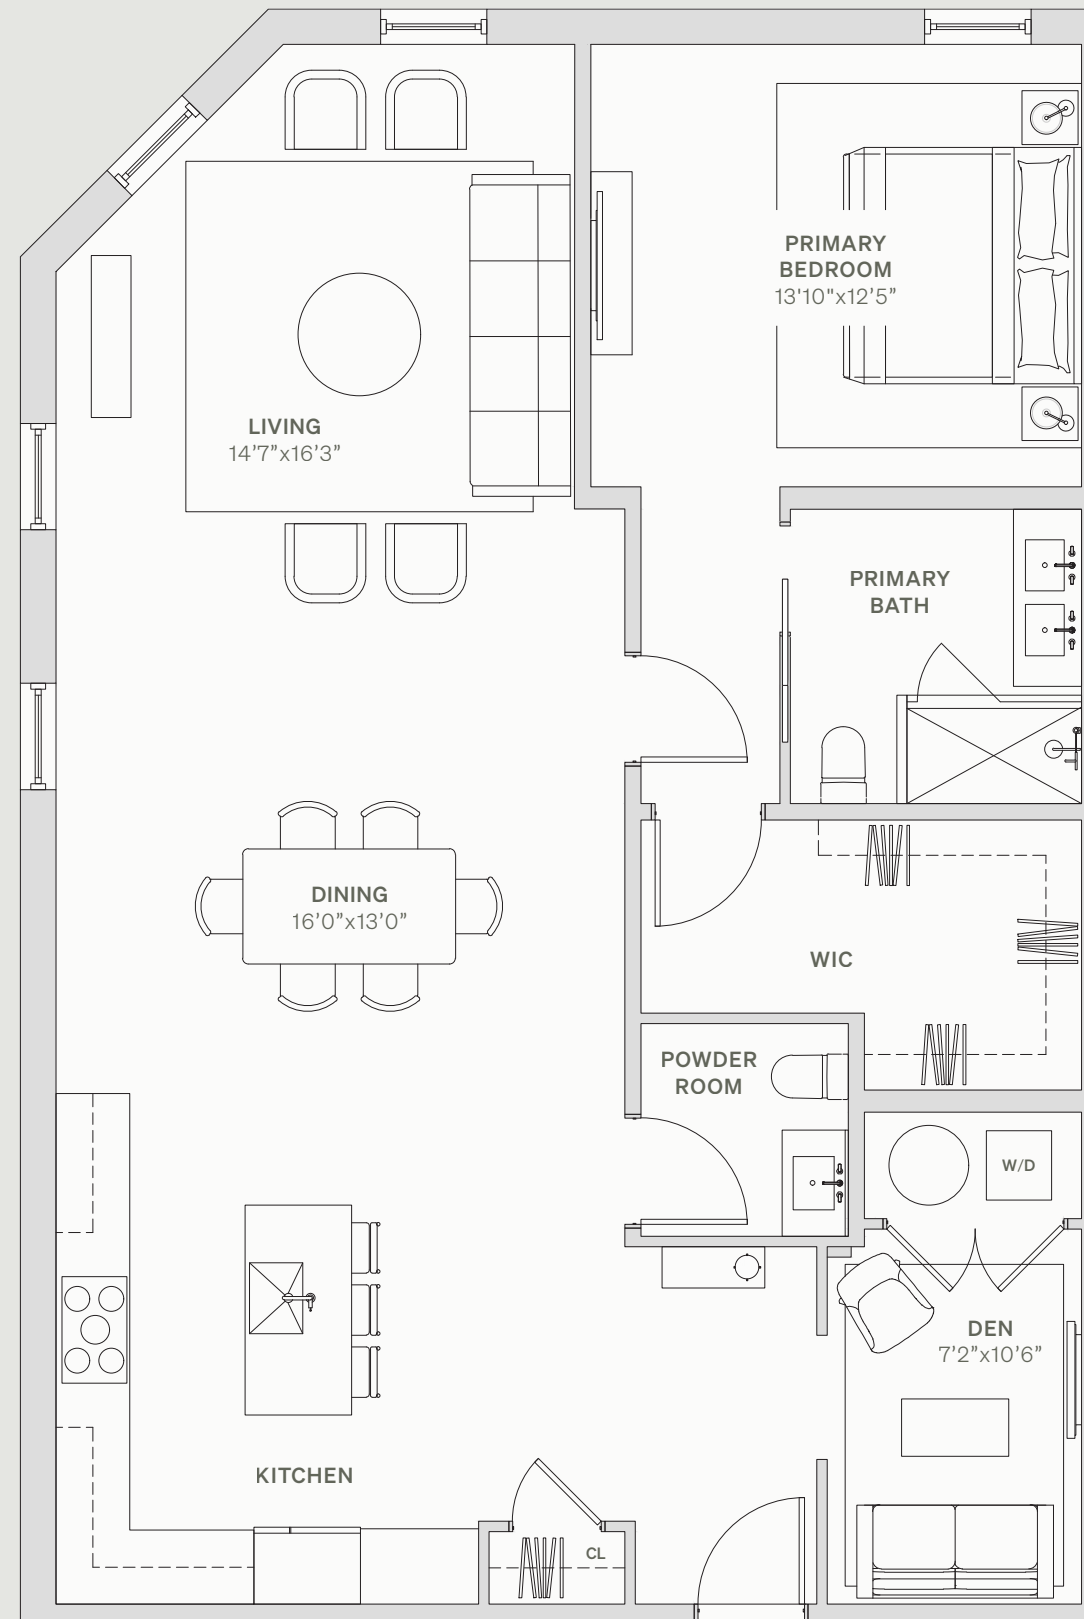 PRIMARY
BEDROOM
13'10"x12'5”
LIVING
14'7”x16'3”
PRIMARY
BATH
DINING
16'0”x13'0”
WIC
POWDER
ROOM
W/D
DEN
7'2”x10'6”
KITCHEN
CL